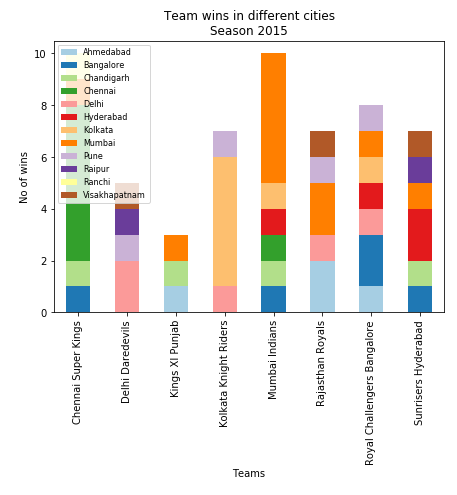 Team wins in different cities
Season 2015
No of wins
10
8
6
4
2
0
Ahmedabad
Bangalore
Chandigarh
Chennai
Delhi
Hyderabad
Kolkata
Mumbai
Pune
Raipur
Ranchi
Visakhapatnam
Chennai Super Kings
Delhi Daredevils
Kings XI Punjab
Kolkata Knight Riders
Mumbai Indians
Rajasthan Royals
Royal Challengers Bangalore
Sunrisers Hyderabad
Teams